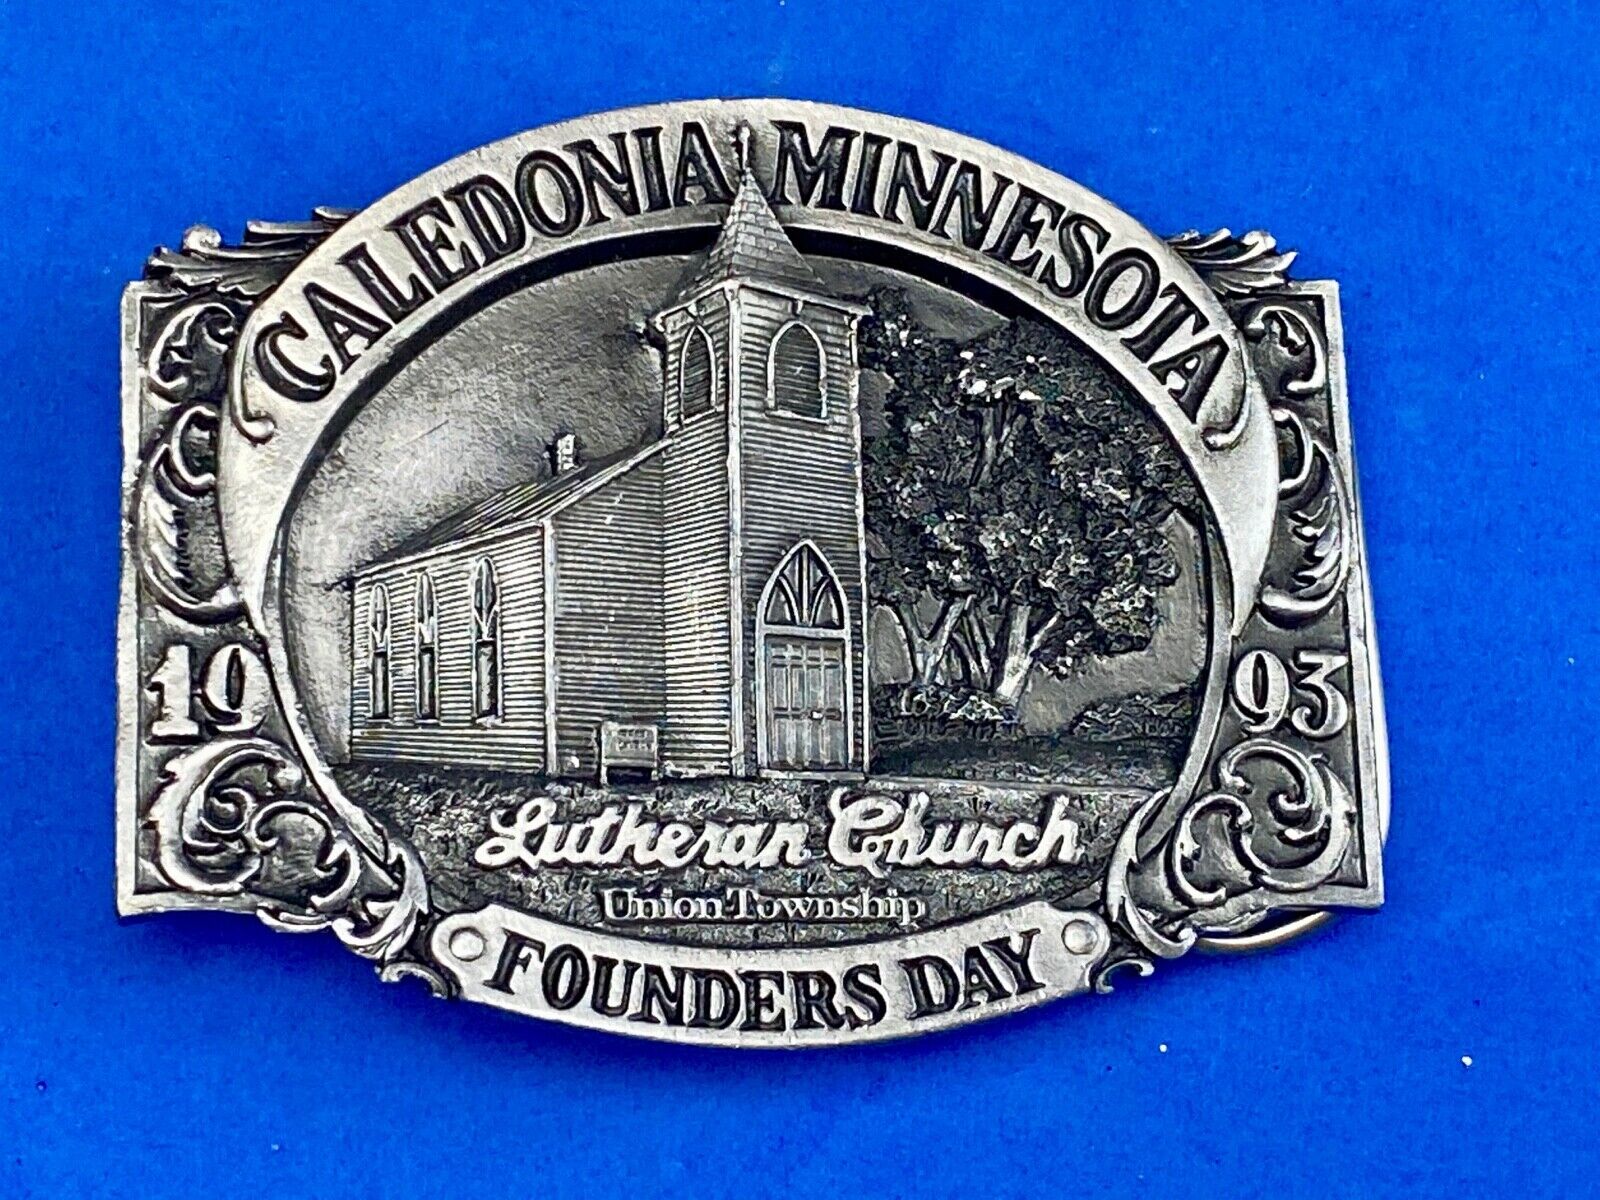 CALEDONIA MINNESOTA
19 93
Lutheran Church
Union Township
FOUNDERS DAY